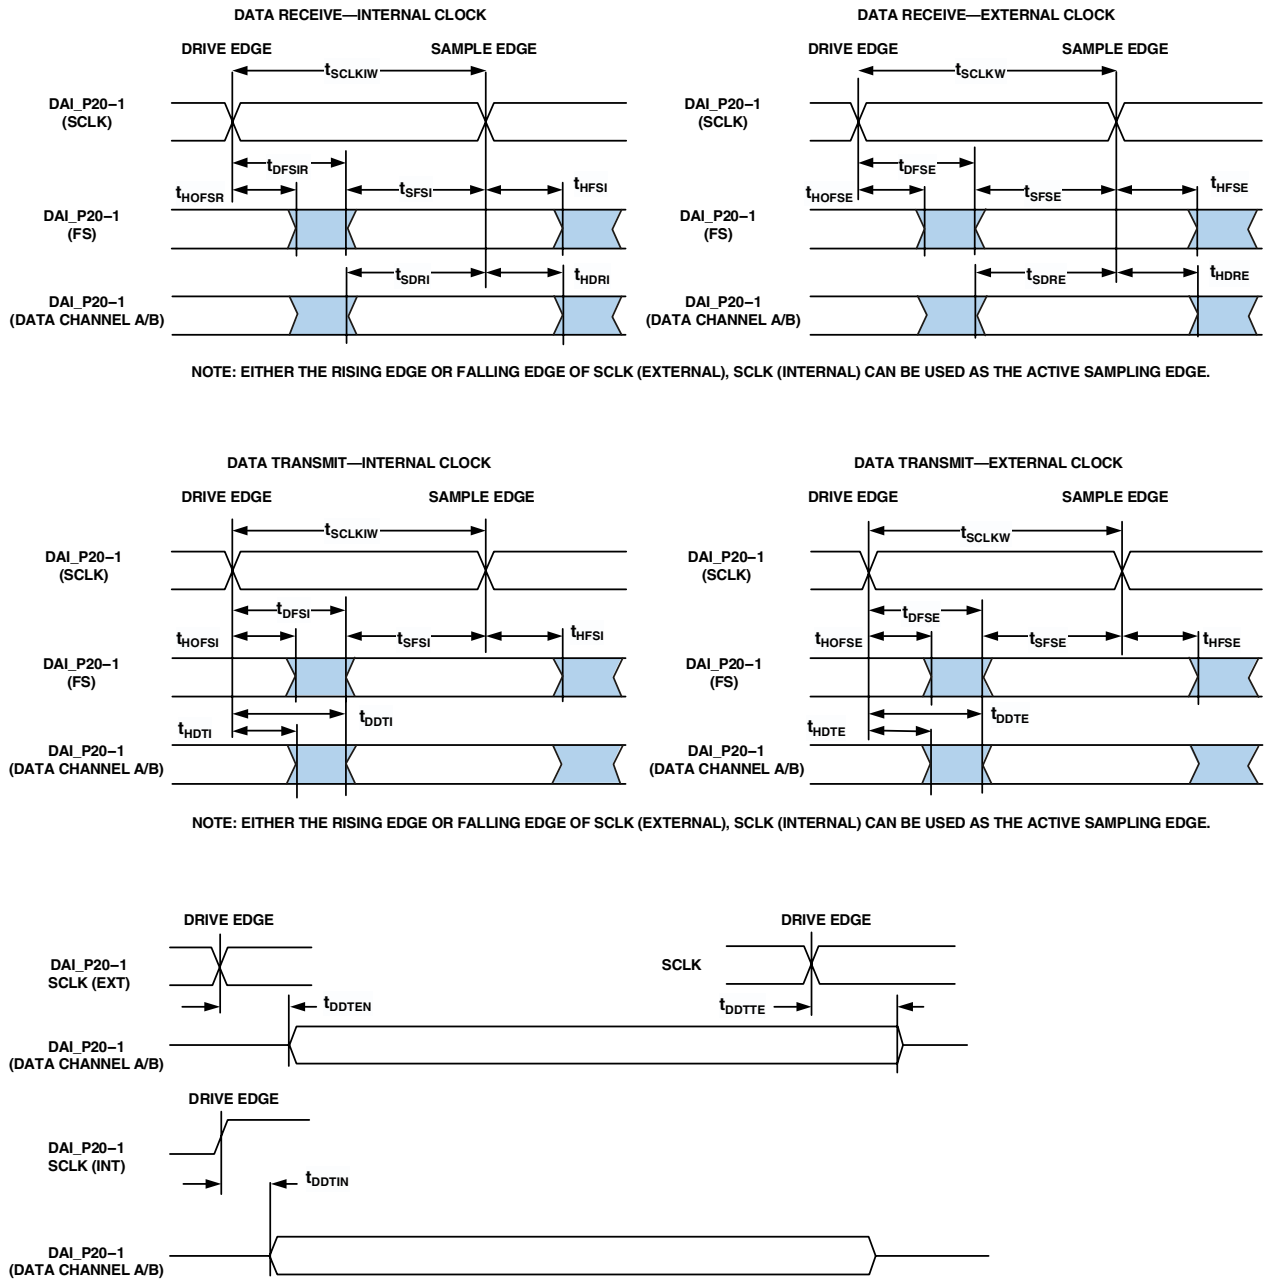 DATA RECEIVE—INTERNAL CLOCK
DRIVE EDGE
SAMPLE EDGE
tSCLKIW
DAI_P20–1
(SCLK)
tDFSIR
tHOFSR
tSFSI
tHFSI
DAI_P20–1
(FS)
tSDRI
tHDRI
DAI_P20–1
(DATA CHANNEL A/B)
DATA RECEIVE—EXTERNAL CLOCK
DRIVE EDGE
SAMPLE EDGE
tSCLKW
DAI_P20–1
(SCLK)
tDFSE
tHOFSE
tSFSE
tHFSE
DAI_P20–1
(FS)
tSDRE
tHDRE
DAI_P20–1
(DATA CHANNEL A/B)
NOTE: EITHER THE RISING EDGE OR FALLING EDGE OF SCLK (EXTERNAL), SCLK (INTERNAL) CAN BE USED AS THE ACTIVE SAMPLING EDGE.
DATA TRANSMIT—INTERNAL CLOCK
DRIVE EDGE
SAMPLE EDGE
tSCLKIW
DAI_P20–1
(SCLK)
tDFSI
tHOFSI
tSFSI
tHFSI
DAI_P20–1
(FS)
tDDTI
tHDTI
DAI_P20–1
(DATA CHANNEL A/B)
DATA TRANSMIT—EXTERNAL CLOCK
DRIVE EDGE
SAMPLE EDGE
tSCLKW
DAI_P20–1
(SCLK)
tDFSE
tHOFSE
tSFSE
tHFSE
DAI_P20–1
(FS)
tDDTE
tHDTE
DAI_P20–1
(DATA CHANNEL A/B)
NOTE: EITHER THE RISING EDGE OR FALLING EDGE OF SCLK (EXTERNAL), SCLK (INTERNAL) CAN BE USED AS THE ACTIVE SAMPLING EDGE.
DRIVE EDGE
DRIVE EDGE
DAI_P20–1
SCLK (EXT)
SCLK
tDDTEN
tDDTTE
DAI_P20–1
(DATA CHANNEL A/B)
DRIVE EDGE
DAI_P20–1
SCLK (INT)
tDDTIN
DAI_P20–1
(DATA CHANNEL A/B)